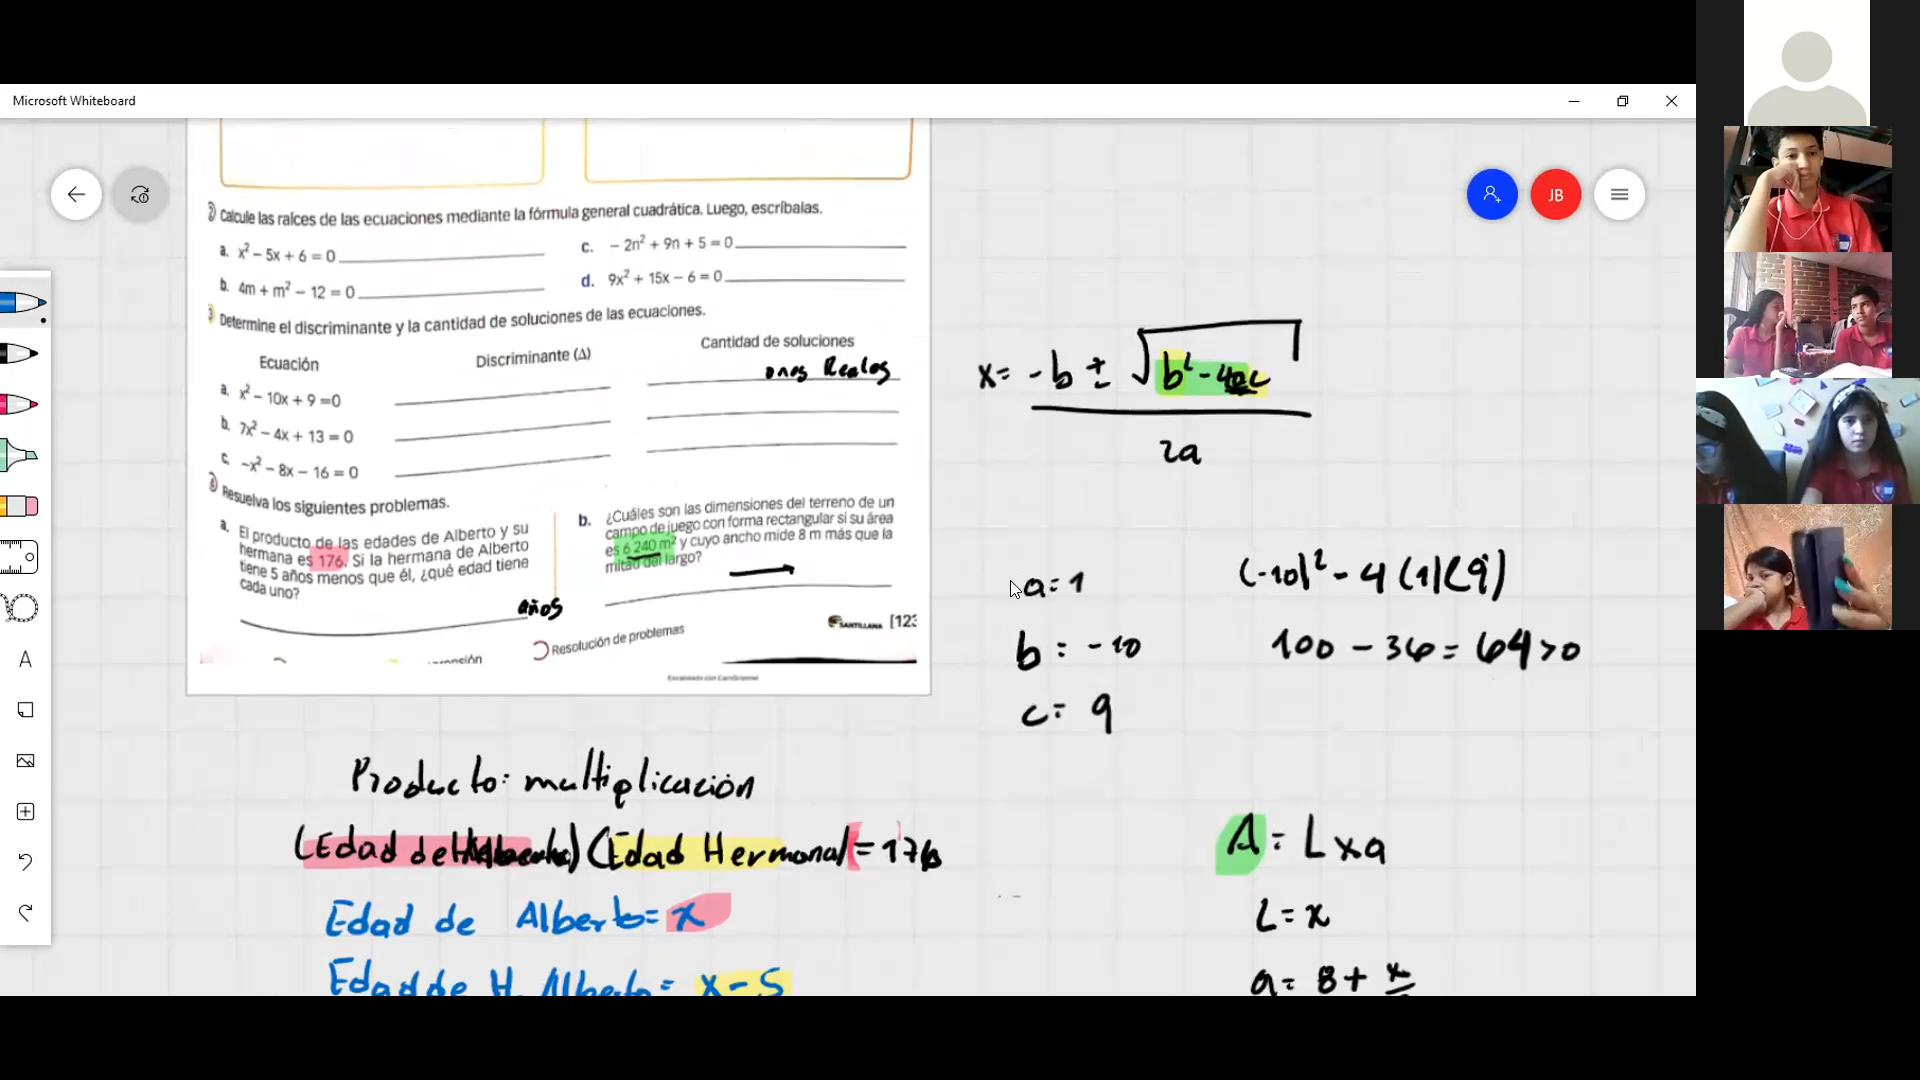 Microsoft Whiteboard
JB
Calcule las raíces de las ecuaciones mediante la fórmula general cuadrática. Luego, escríbalas.
a. x² − 5x + 6 = 0
c. − 2n² + 9n + 5 = 0
b. 4m + m² − 12 = 0
d. 9x² + 15x − 6 = 0
3 Determine el discriminante y la cantidad de soluciones de las ecuaciones.
Ecuación
Discriminante (Δ)
Cantidad de soluciones
Reales
a. x² − 10x + 9 =0
b. 7x² − 4x + 13 = 0
c. −x² − 8x − 16 = 0
Resuelva los siguientes problemas.
a. El producto de las edades de Alberto y su
hermana es 176. Si la hermana de Alberto
tiene 5 años menos que él, ¿qué edad tiene
cada uno?
años
b. ¿Cuáles son las dimensiones del terreno de un
campo de juego con forma rectangular si su área
es 6 240 m² y cuyo ancho mide 8 m más que la
mitad del largo?
SANTILLANA [123
Resolución de problemas
Escaneado con CamScanner
x= -b ± √b²-4ac
2a
a=1
b = -10
c= 9
(-10)² - 4 (1)(9)
100 - 36 = 64>0
Producto: multiplicación
(Edad de ) (Edad Hermana) = 176
Edad de Alberto= x
Edad de H. Alberto= x-5
A = L x a
L= x
a= 8+ x
A